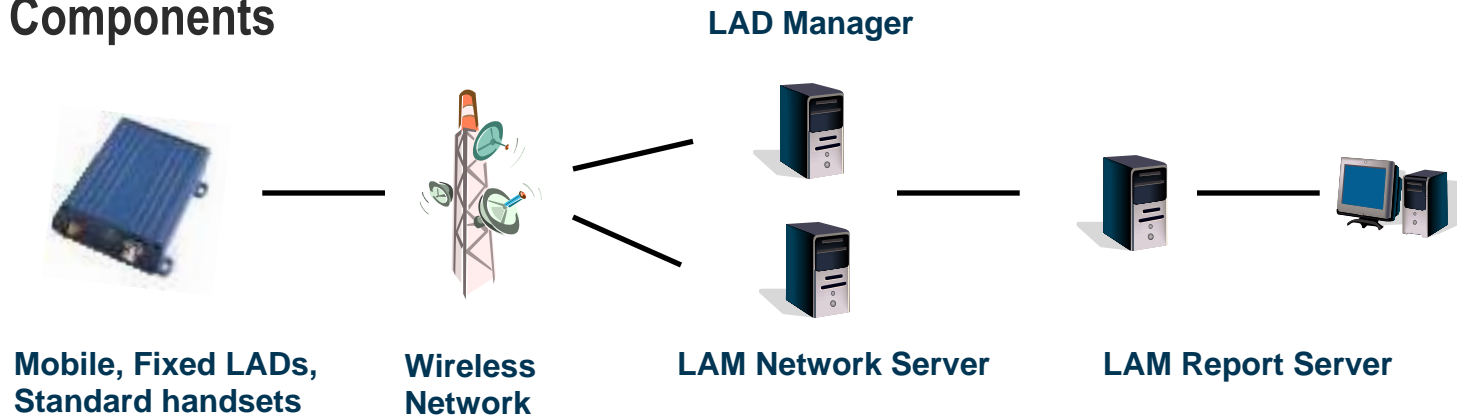 Components
LAD Manager
Mobile, Fixed LADs,
Standard handsets
Wireless
Network
LAM Network Server
LAM Report Server